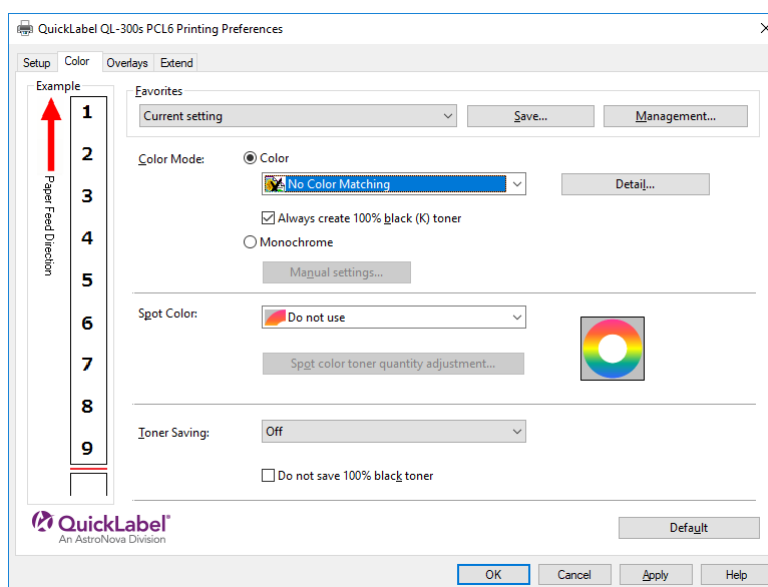 QuickLabel QL-300s PCL6 Printing Preferences
Setup Color Overlays Extend
Example
1
2
3
4
5
6
7
8
9
Paper Feed Direction
Favorites
Current setting Save... Management...
Color Mode: Color
No Color Matching Detail...
Always create 100% black (K) toner
Monochrome
Manual settings...
Spot Color: Do not use
Spot color toner quantity adjustment...
Toner Saving: Off
Do not save 100% black toner
QuickLabel®
An AstroNova Division
Default
OK Cancel Apply Help